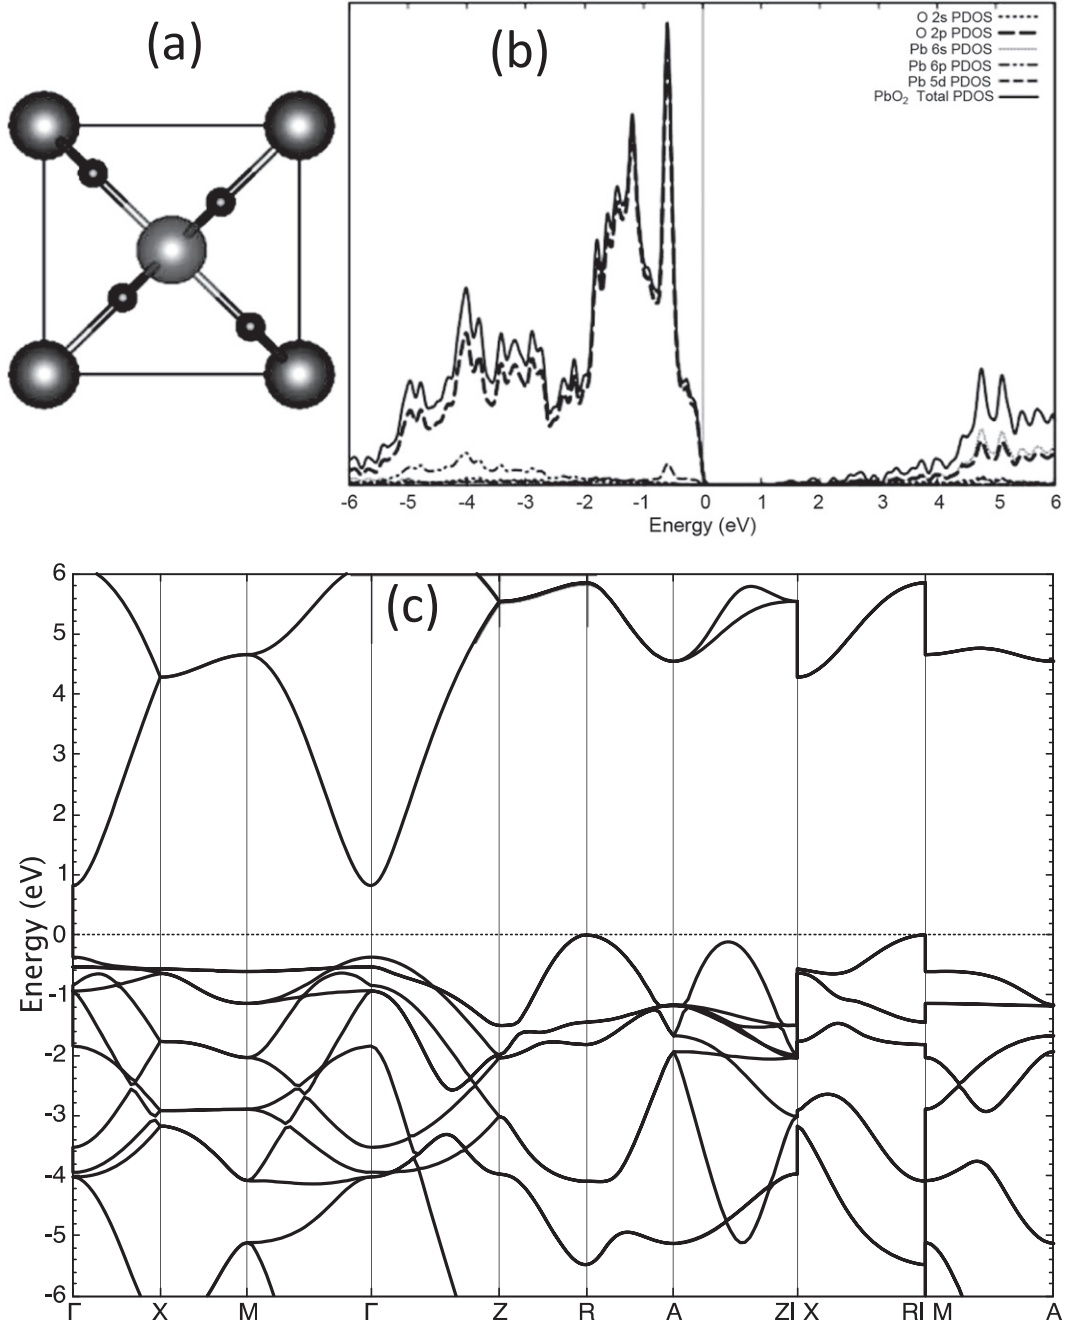 (a)
(b)
O 2s PDOS
O 2p PDOS
Pb 6s PDOS
Pb 6p PDOS
Pb 5d PDOS
PbO₂ Total PDOS
-6 -5 -4 -3 -2 -1 0 1 2 3 4 5 6
Energy (eV)
(c)
Energy (eV)
6
5
4
3
2
1
0
-1
-2
-3
-4
-5
-6
Γ X M Γ Z R A Z| X R| M A